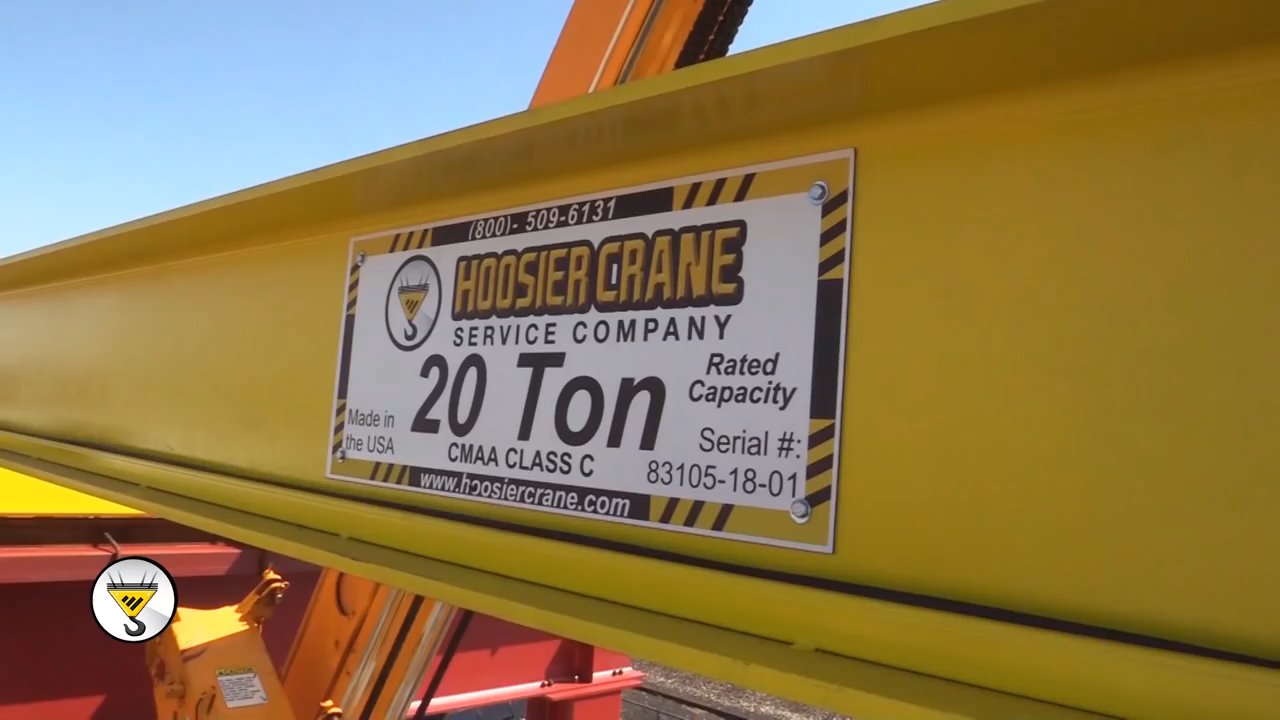 (800)- 509-6131
HOOSIER CRANE
SERVICE COMPANY
20 Ton
Rated
Capacity
Made in
the USA
CMAA CLASS C
Serial #:
83105-18-01
www.hoosiercrane.com